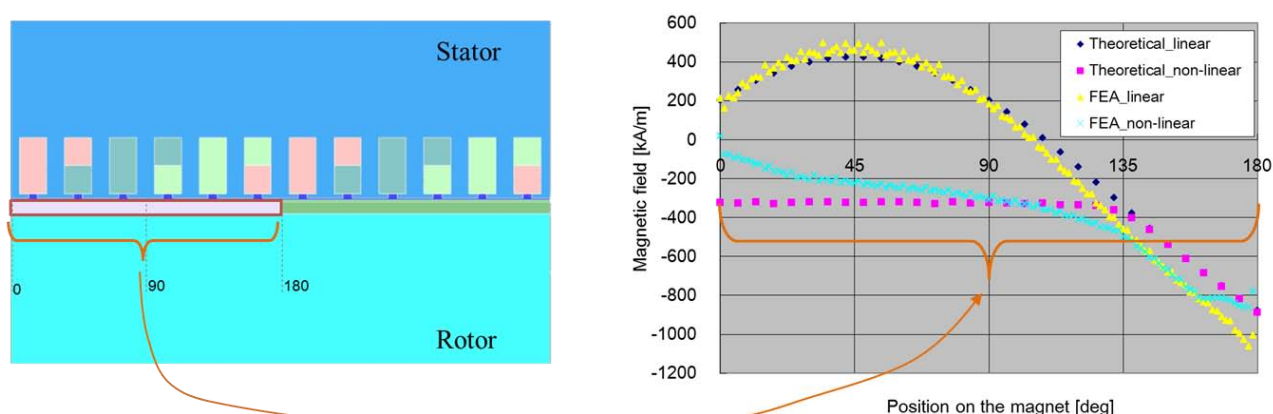 Stator
0
90
180
Rotor
600
400
200
0
-200
-400
-600
-800
-1000
-1200
0
45
90
135
180
Magnetic field [kA/m]
Position on the magnet [deg]
Theoretical_linear
Theoretical_non-linear
FEA_linear
FEA_non-linear